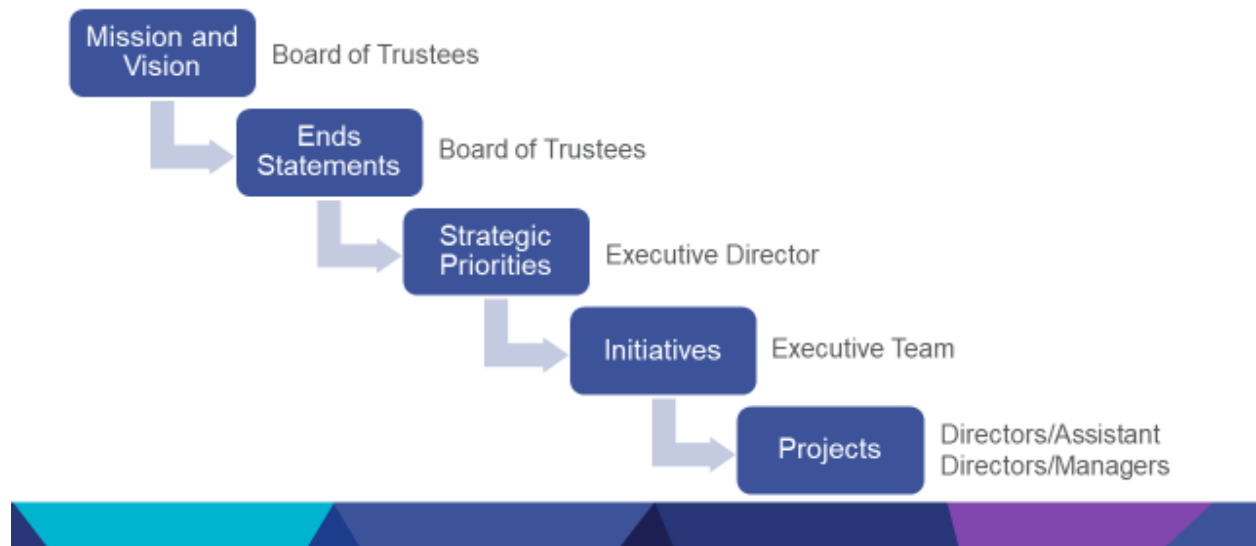 Mission and
Vision
Board of Trustees
Ends
Statements
Board of Trustees
Strategic
Priorities
Executive Director
Initiatives
Executive Team
Projects
Directors/Assistant
Directors/Managers